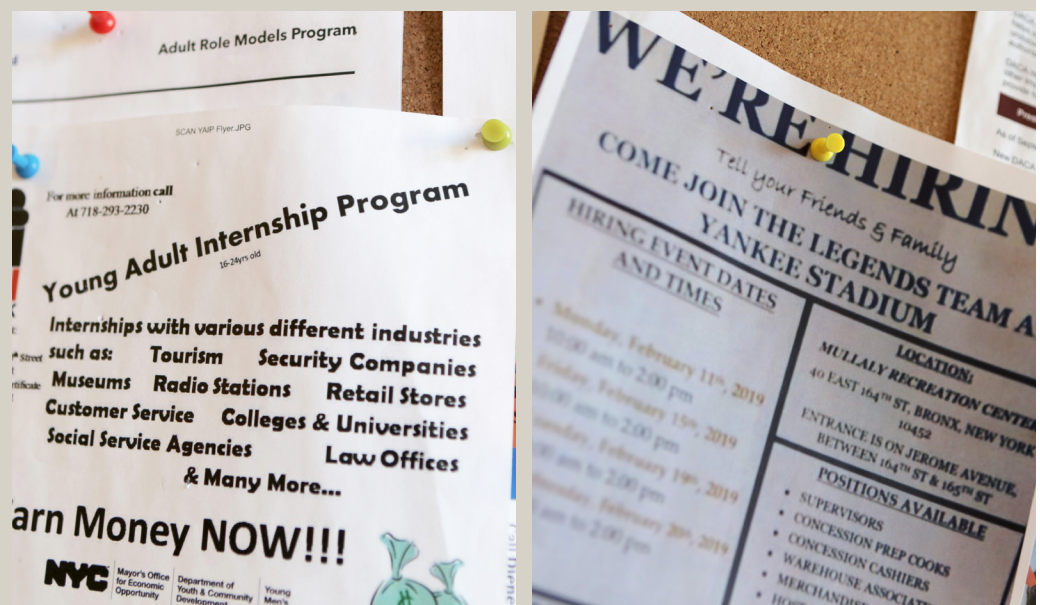 Adult Role Models Program
SCAN YAIP Flyer.JPG
For more information call
At 718-293-2230
Young Adult Internship Program
16-24yrs old
Internships with various different industries
such as: Tourism Security Companies
Museums Radio Stations Retail Stores
Customer Service Colleges & Universities
Social Service Agencies Law Offices
& Many More...
arn Money NOW!!!
NYC
Mayor's Office
for Economic
Opportunity
Department of
Youth & Community
Development
Young
Men's
Street
WE'RE HIRIN
Tell your Friends & Family
COME JOIN THE LEGENDS TEAM A
YANKEE STADIUM
HIRING EVENT DATES
AND TIMES
Monday, February 11th, 2019
10:00 am to 2:00 pm
Friday, February 15th, 2019
00 am to 2:00 pm
February 19th, 2019
00 am to 2:00 pm
February 20th, 2019
am to 2:00 pm
LOCATION:
MULLALY RECREATION CENTER
40 EAST 164TH ST, BRONX, NEW YORK
10452
ENTRANCE IS ON JEROME AVENUE,
BETWEEN 164TH ST & 165TH ST
POSITIONS AVAILABLE
• SUPERVISORS
• CONCESSION PREP COOKS
• CONCESSION CASHIERS
• WAREHOUSE ASSOCIAT
• MERCHANDIS
As of
New DACA